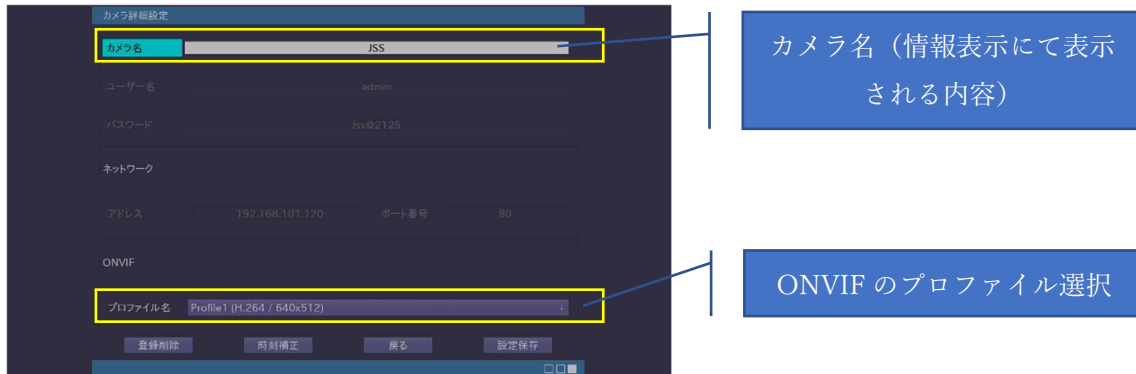 カメラ詳細設定
カメラ名 JSS
ユーザー名 admin
パスワード Jss@2125
ネットワーク
アドレス 192.168.101.120 ポート番号 80
ONVIF
プロファイル名 Profile1 (H.264 / 640x512)
登録削除 時刻補正 戻る 設定保存
カメラ名（情報表示にて表示
される内容）
ONVIF のプロファイル選択